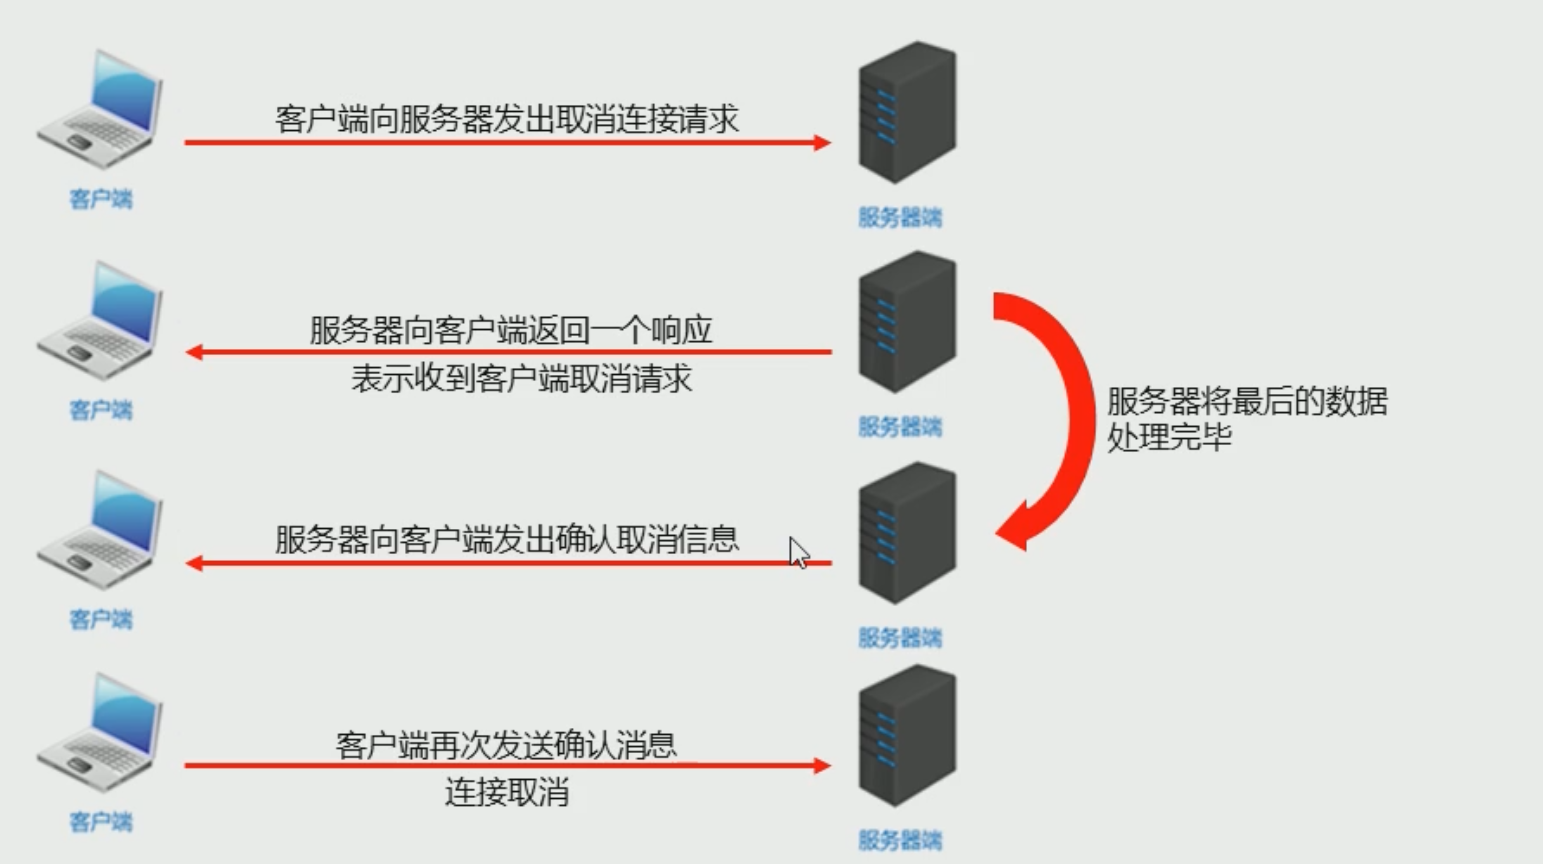 客户端向服务器发出取消连接请求
客户端
服务器端
服务器向客户端返回一个响应
表示收到客户端取消请求
客户端
服务器端
服务器将最后的数据
处理完毕
服务器向客户端发出确认取消信息
客户端
服务器端
客户端再次发送确认消息
连接取消
客户端
服务器端